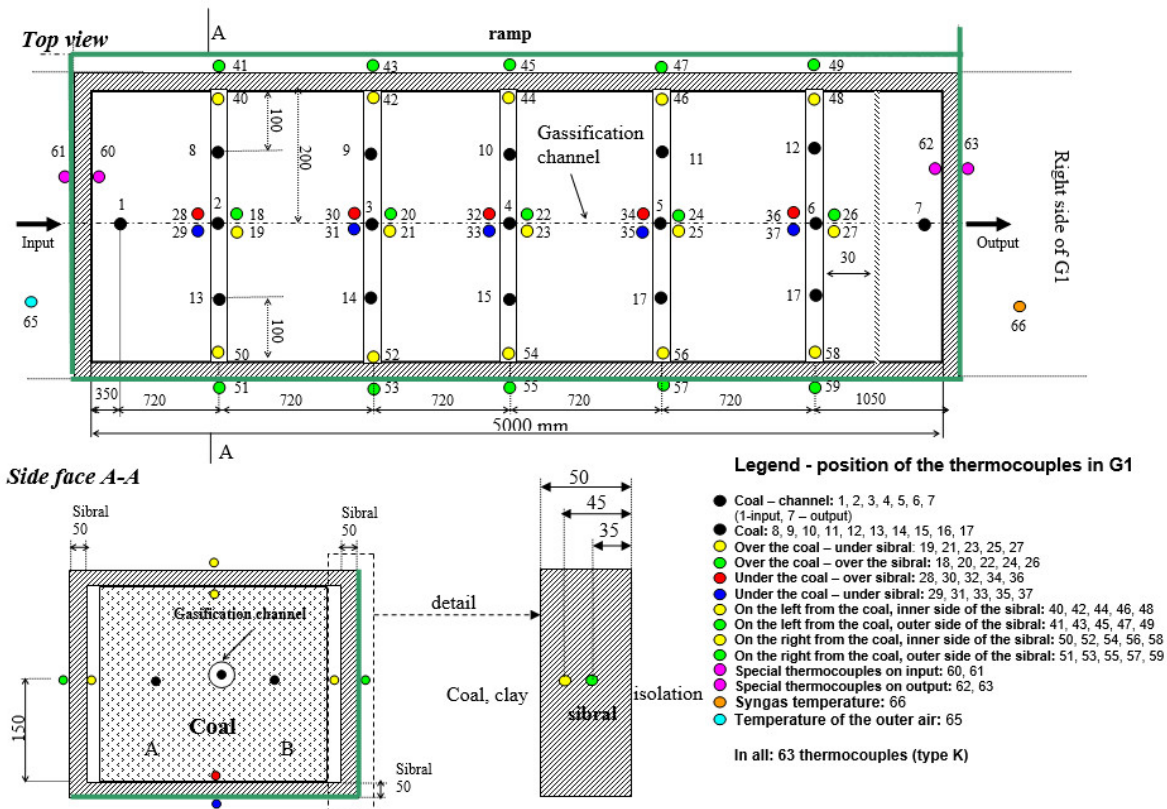 Top view
A
ramp
41
43
45
47
49
40
42
44
46
48
100
200
Gassification
channel
8
9
10
11
12
61
60
62
63
Right side of G1
1
28
2
18
30
3
20
32
4
22
34
5
24
36
6
26
7
Input
29
19
31
21
33
23
35
25
37
27
Output
30
13
14
15
17
17
100
65
66
50
52
54
56
58
51
53
55
57
59
350
720
720
720
720
720
1050
5000 mm
A
Side face A-A
Sibral
50
Sibral
50
Gasification channel
Coal
A
B
150
Sibral
50
detail
50
45
35
Coal, clay
sibral
isolation
Legend - position of the thermocouples in G1
Coal – channel: 1, 2, 3, 4, 5, 6, 7
(1-input, 7 – output)
Coal: 8, 9, 10, 11, 12, 13, 14, 15, 16, 17
Over the coal – under sibral: 19, 21, 23, 25, 27
Over the coal – over the sibral: 18, 20, 22, 24, 26
Under the coal – over sibral: 28, 30, 32, 34, 36
Under the coal – under sibral: 29, 31, 33, 35, 37
On the left from the coal, inner side of the sibral: 40, 42, 44, 46, 48
On the left from the coal, outer side of the sibral: 41, 43, 45, 47, 49
On the right from the coal, inner side of the sibral: 50, 52, 54, 56, 58
On the right from the coal, outer side of the sibral: 51, 53, 55, 57, 59
Special thermocouples on input: 60, 61
Special thermocouples on output: 62, 63
Syngas temperature: 66
Temperature of the outer air: 65
In all: 63 thermocouples (type K)